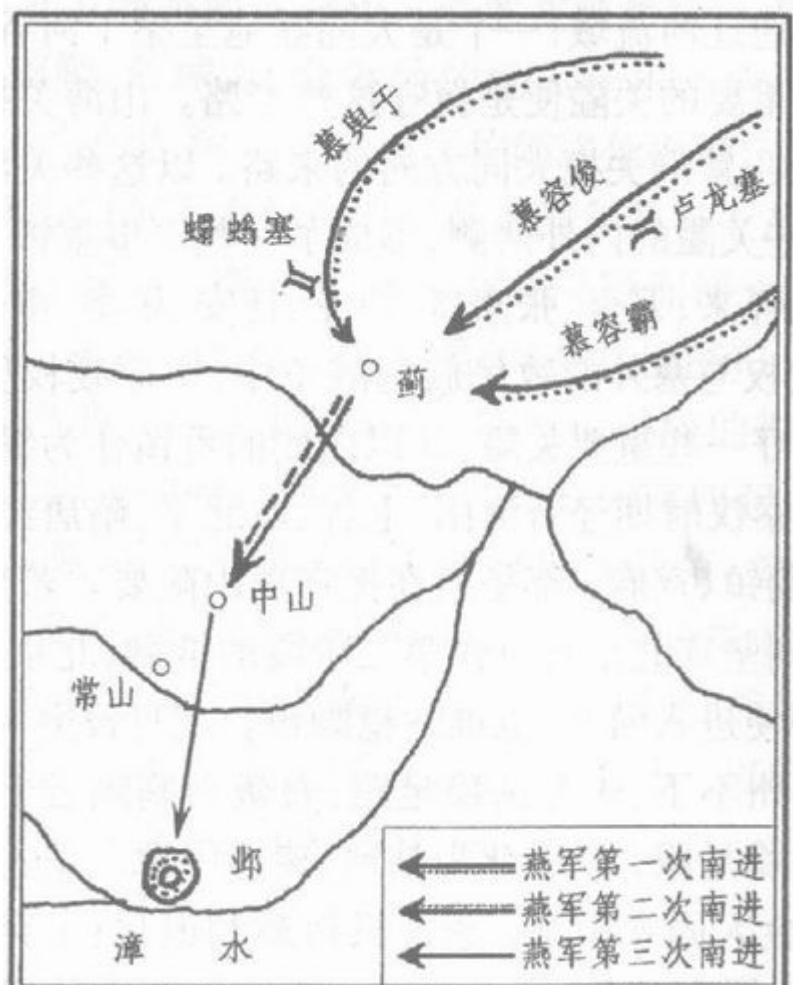 慕舆干
慕容俊
卢龙塞
蠮螉塞
慕容霸
蓟
中山
常山
邺
漳水
燕军第一次南进
燕军第二次南进
燕军第三次南进